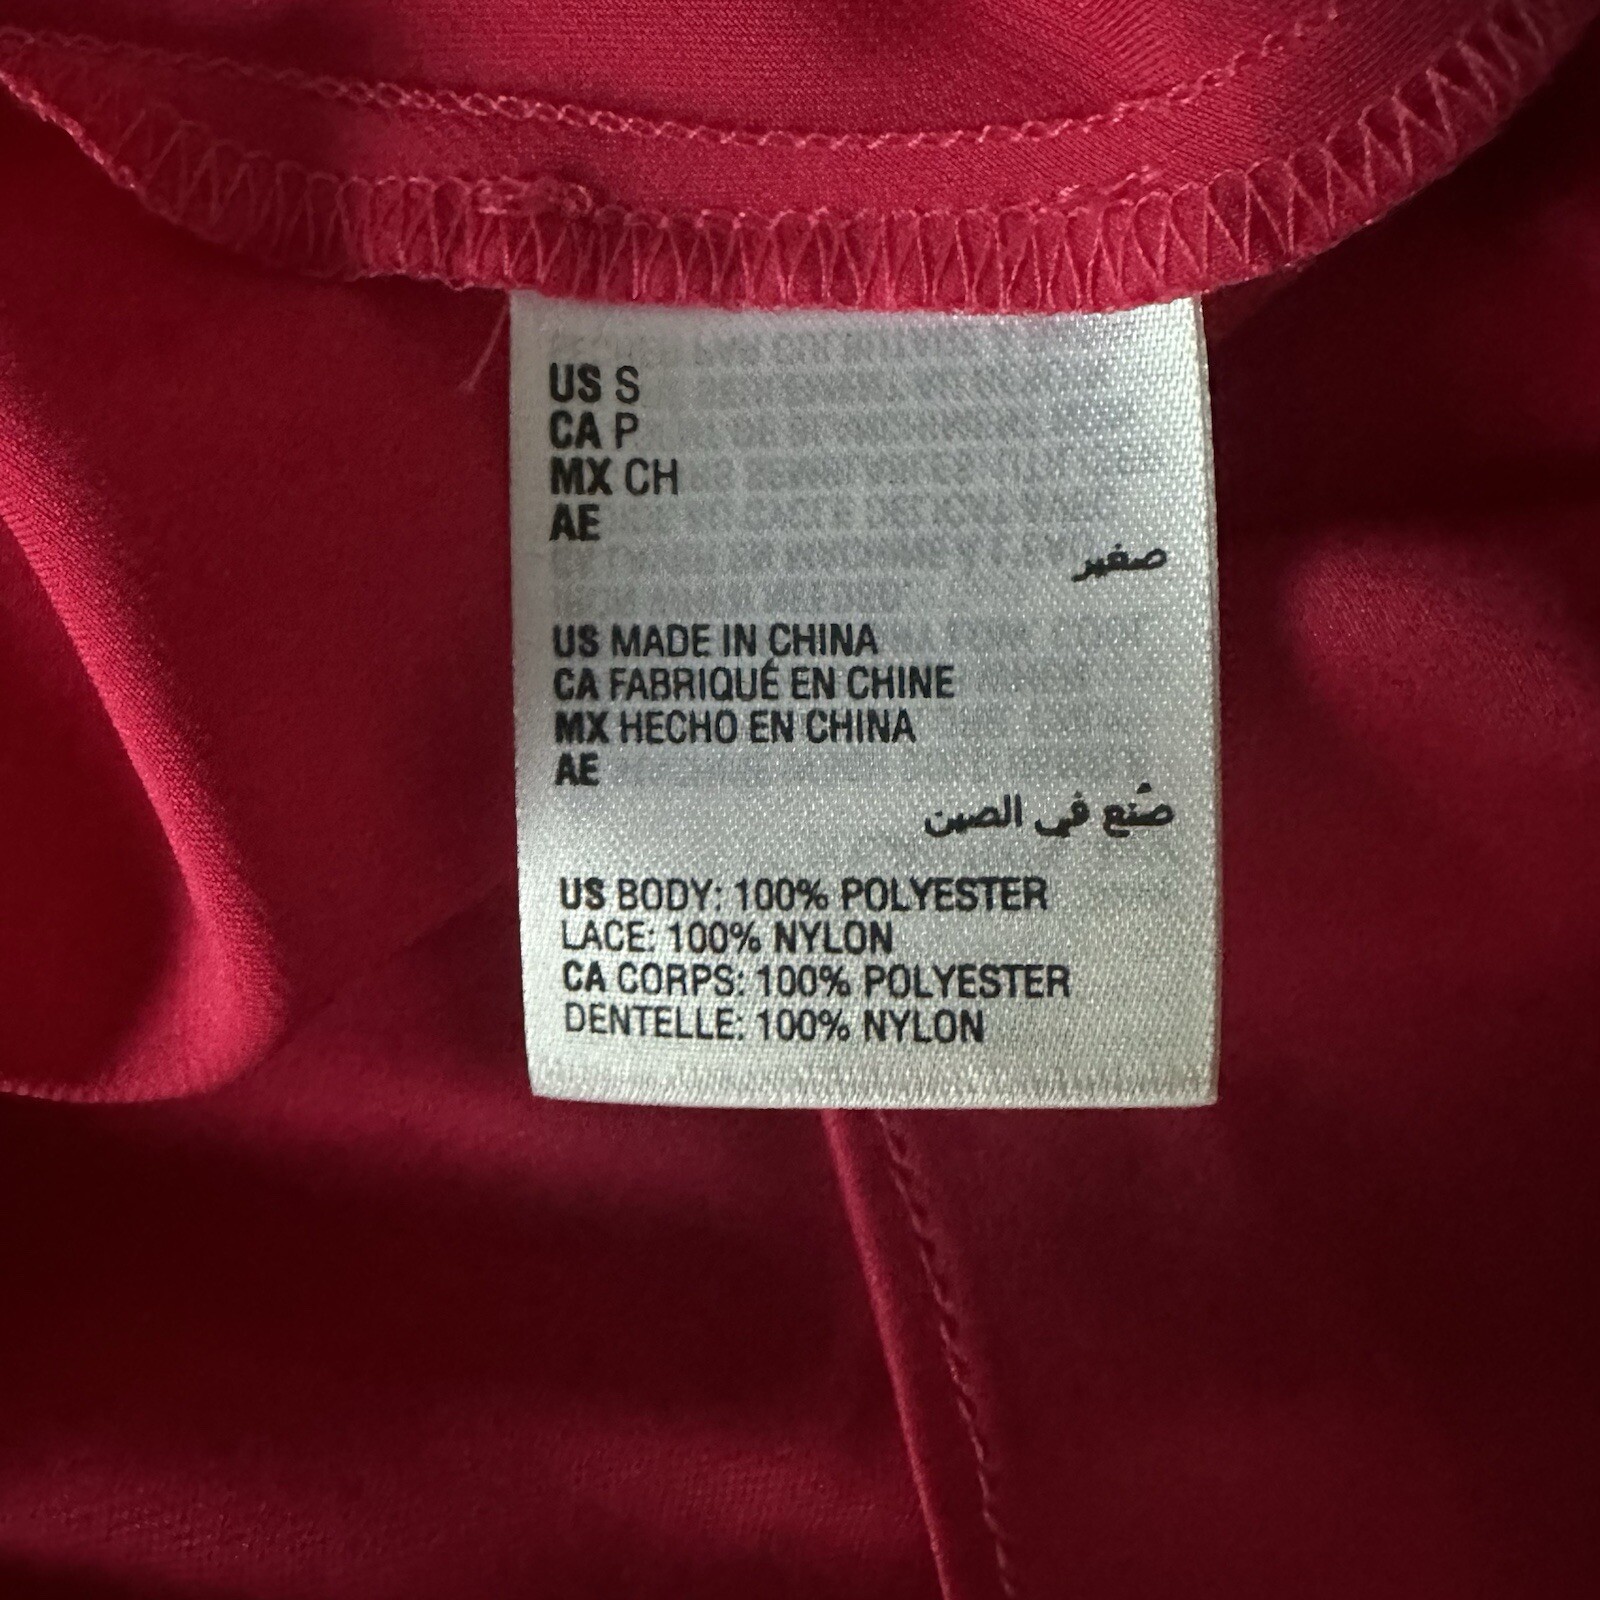 US S
CA P
MX CH
AE
صغير
US MADE IN CHINA
CA FABRIQUÉ EN CHINE
MX HECHO EN CHINA
AE
صُنع في الصين
US BODY: 100% POLYESTER
LACE: 100% NYLON
CA CORPS: 100% POLYESTER
DENTELLE: 100% NYLON